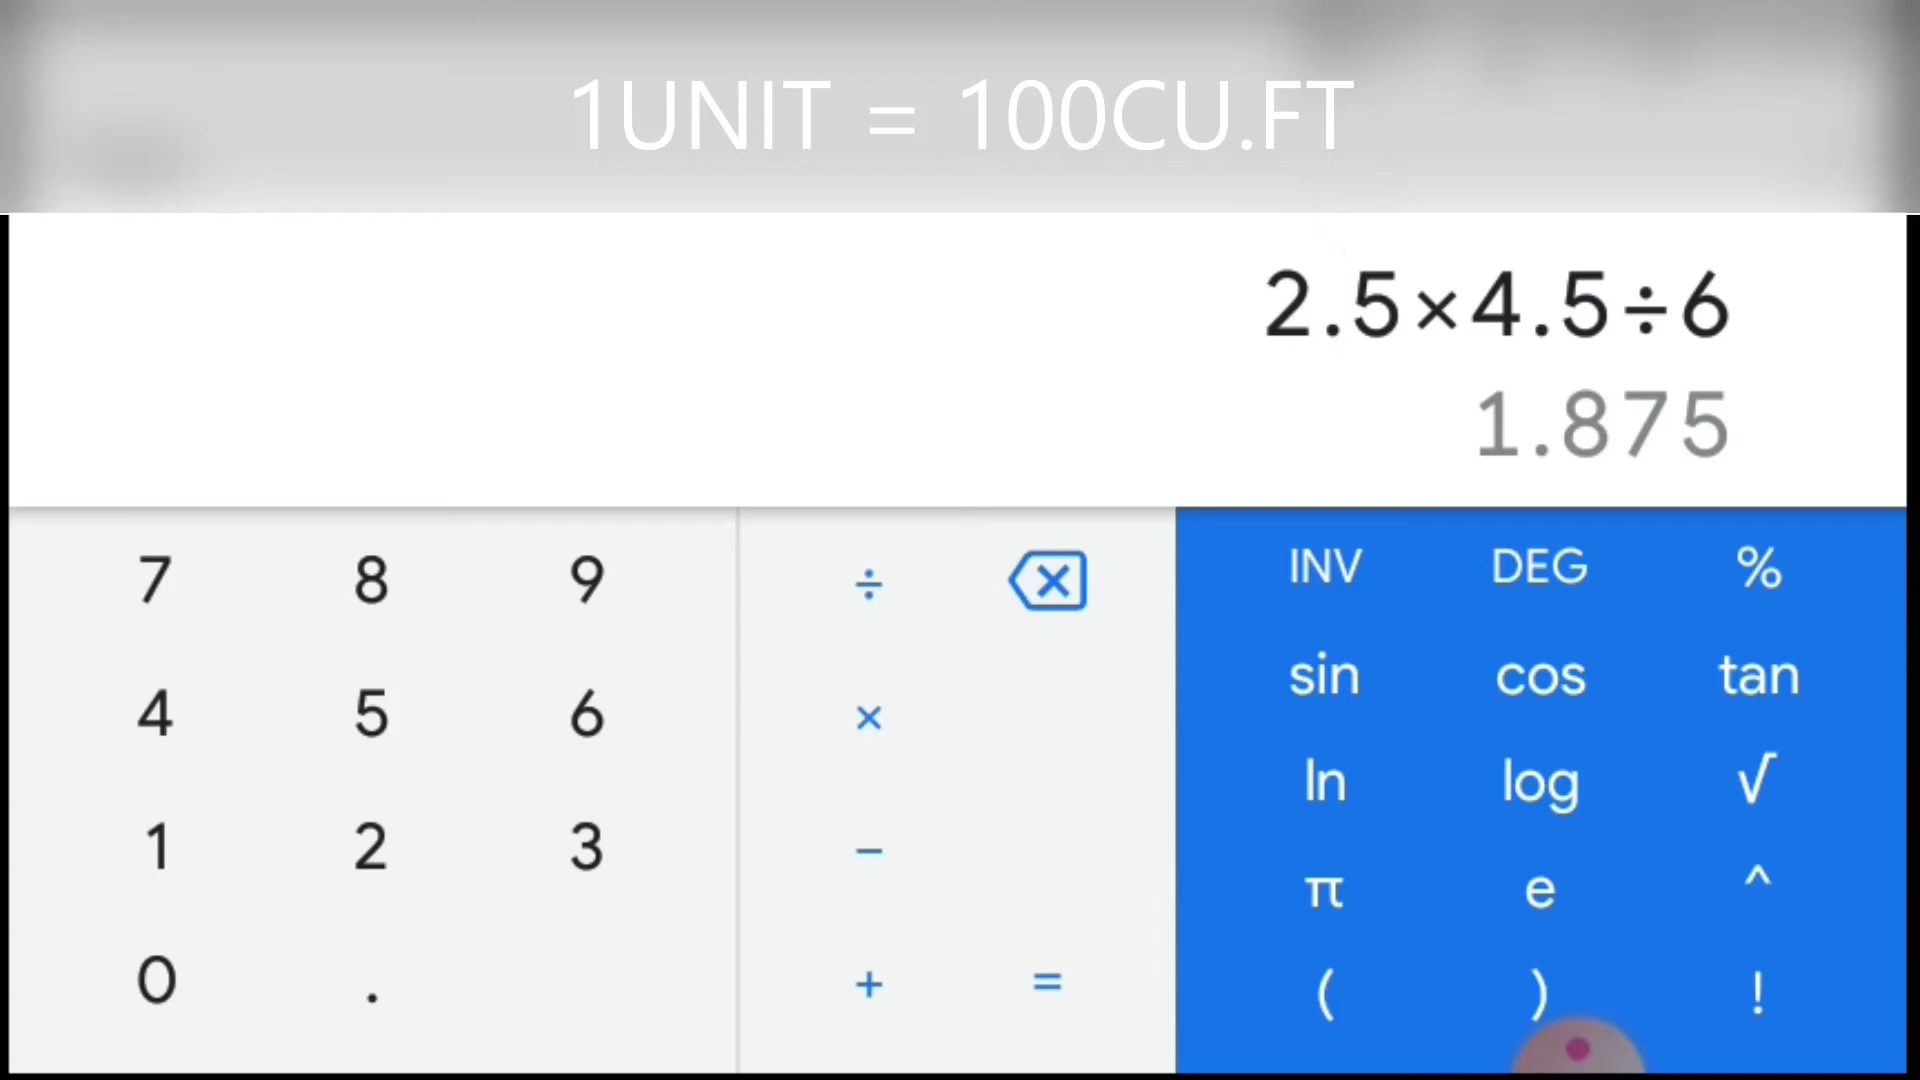 1UNIT = 100CU.FT
2.5×4.5÷6
1.875
7 8 9 ÷ INV DEG %
4 5 6 × sin cos tan
1 2 3 − ln log √
0 . + = π e ^
( ) !